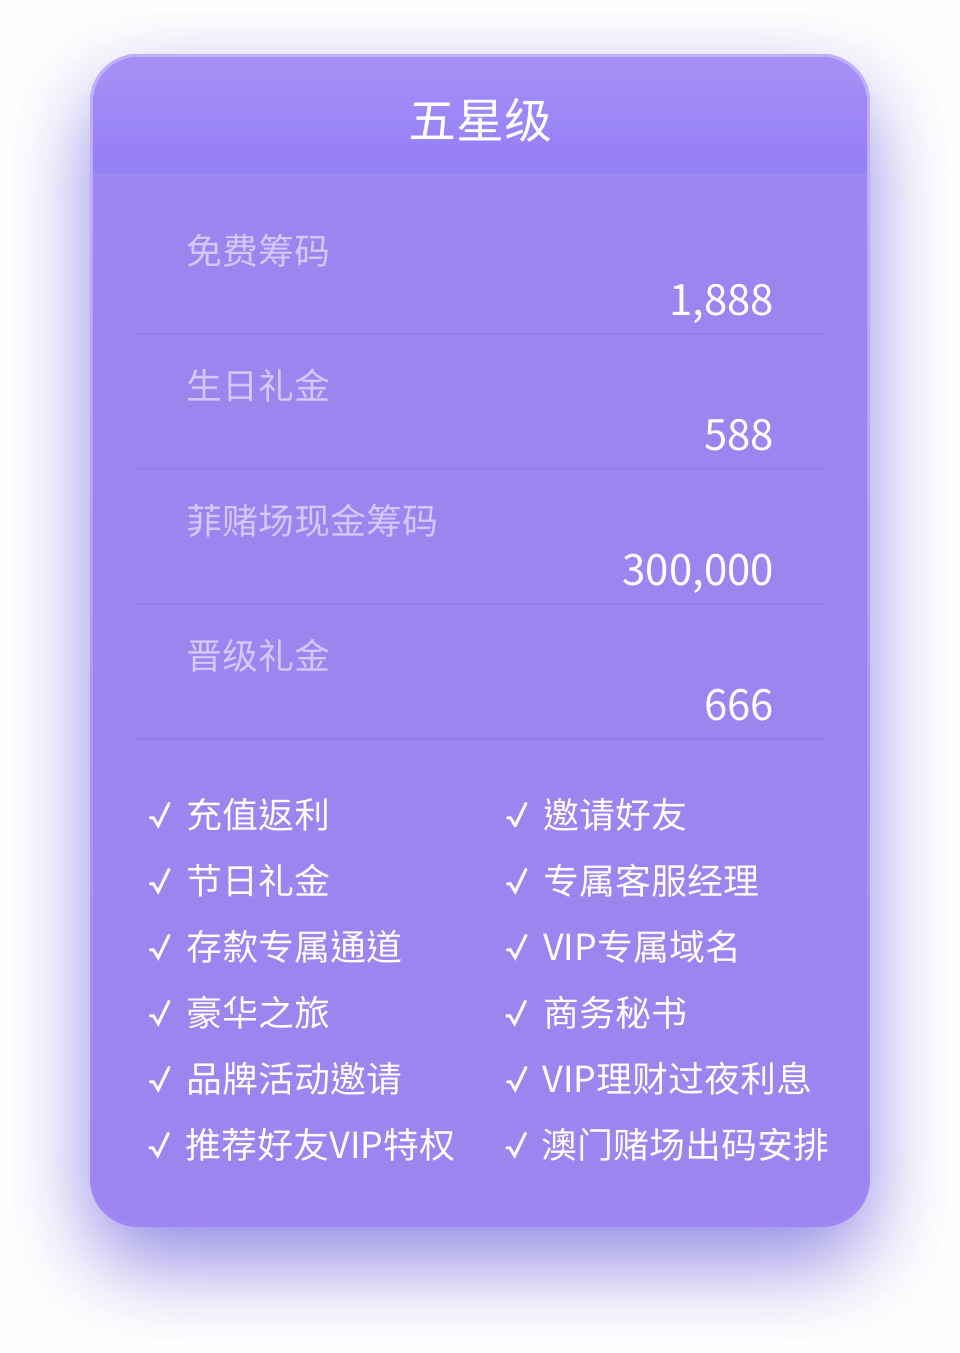 五星级
免费筹码
1,888
生日礼金
588
菲赌场现金筹码
300,000
晋级礼金
666
✓ 充值返利
✓ 邀请好友
✓ 节日礼金
✓ 专属客服经理
✓ 存款专属通道
✓ VIP专属域名
✓ 豪华之旅
✓ 商务秘书
✓ 品牌活动邀请
✓ VIP理财过夜利息
✓ 推荐好友VIP特权
✓ 澳门赌场出码安排